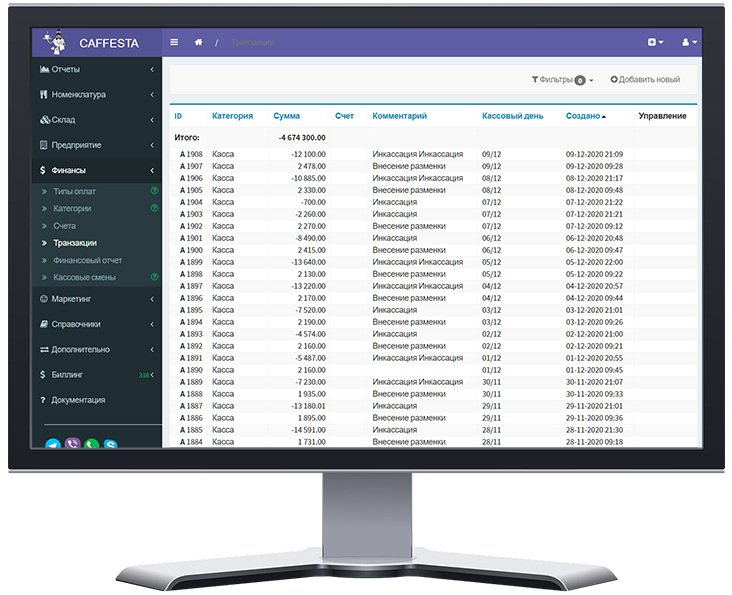 CAFFESTA
/ Транзакции
Отчеты
Номенклатура
Склад
Предприятие
Финансы
Типы оплат
Категории
Счета
Транзакции
Финансовый отчет
Кассовые смены
Маркетинг
Справочники
Дополнительно
Биллинг 316
Документация
Фильтры 0 Добавить новый
ID Категория Сумма Счет Комментарий Кассовый день Создано Управление
Итого: -4 674 300.00
A 1908 Касса -12 100.00 Инкассация Инкассация 09/12 09-12-2020 21:09
A 1907 Касса 2 478.00 Внесение разменки 09/12 09-12-2020 09:28
A 1906 Касса -10 885.00 Инкассация Инкассация 08/12 08-12-2020 21:17
A 1905 Касса 2 330.00 Внесение разменки 08/12 08-12-2020 09:48
A 1904 Касса -700.00 Инкассация 07/12 07-12-2020 21:22
A 1903 Касса -2 260.00 Инкассация 07/12 07-12-2020 21:21
A 1902 Касса 2 270.00 Внесение разменки 07/12 07-12-2020 09:12
A 1901 Касса -8 490.00 Инкассация 06/12 06-12-2020 20:48
A 1900 Касса 2 415.00 Внесение разменки 06/12 06-12-2020 09:47
A 1899 Касса -13 640.00 Инкассация Инкассация 05/12 05-12-2020 22:00
A 1898 Касса 2 130.00 Внесение разменки 05/12 05-12-2020 09:22
A 1897 Касса -13 220.00 Инкассация Инкассация 04/12 04-12-2020 20:57
A 1896 Касса 2 170.00 Внесение разменки 04/12 04-12-2020 09:44
A 1895 Касса -7 520.00 Инкассация 03/12 03-12-2020 21:01
A 1894 Касса 2 190.00 Внесение разменки 03/12 03-12-2020 09:26
A 1893 Касса -4 574.00 Инкассация 02/12 02-12-2020 21:00
A 1892 Касса 2 160.00 Внесение разменки 02/12 02-12-2020 09:21
A 1891 Касса -5 487.00 Инкассация Инкассация 01/12 01-12-2020 20:55
A 1890 Касса 2 160.00 01/12 01-12-2020 09:45
A 1889 Касса -7 230.00 Инкассация Инкассация 30/11 30-11-2020 21:07
A 1888 Касса 1 935.00 Внесение разменки 30/11 30-11-2020 09:33
A 1887 Касса -13 180.01 Инкассация 29/11 29-11-2020 21:01
A 1886 Касса 1 895.00 Внесение разменки 29/11 29-11-2020 09:36
A 1885 Касса -14 591.00 Инкассация 28/11 28-11-2020 21:30
A 1884 Касса 1 731.00 Внесение разменки 28/11 28-11-2020 09:18